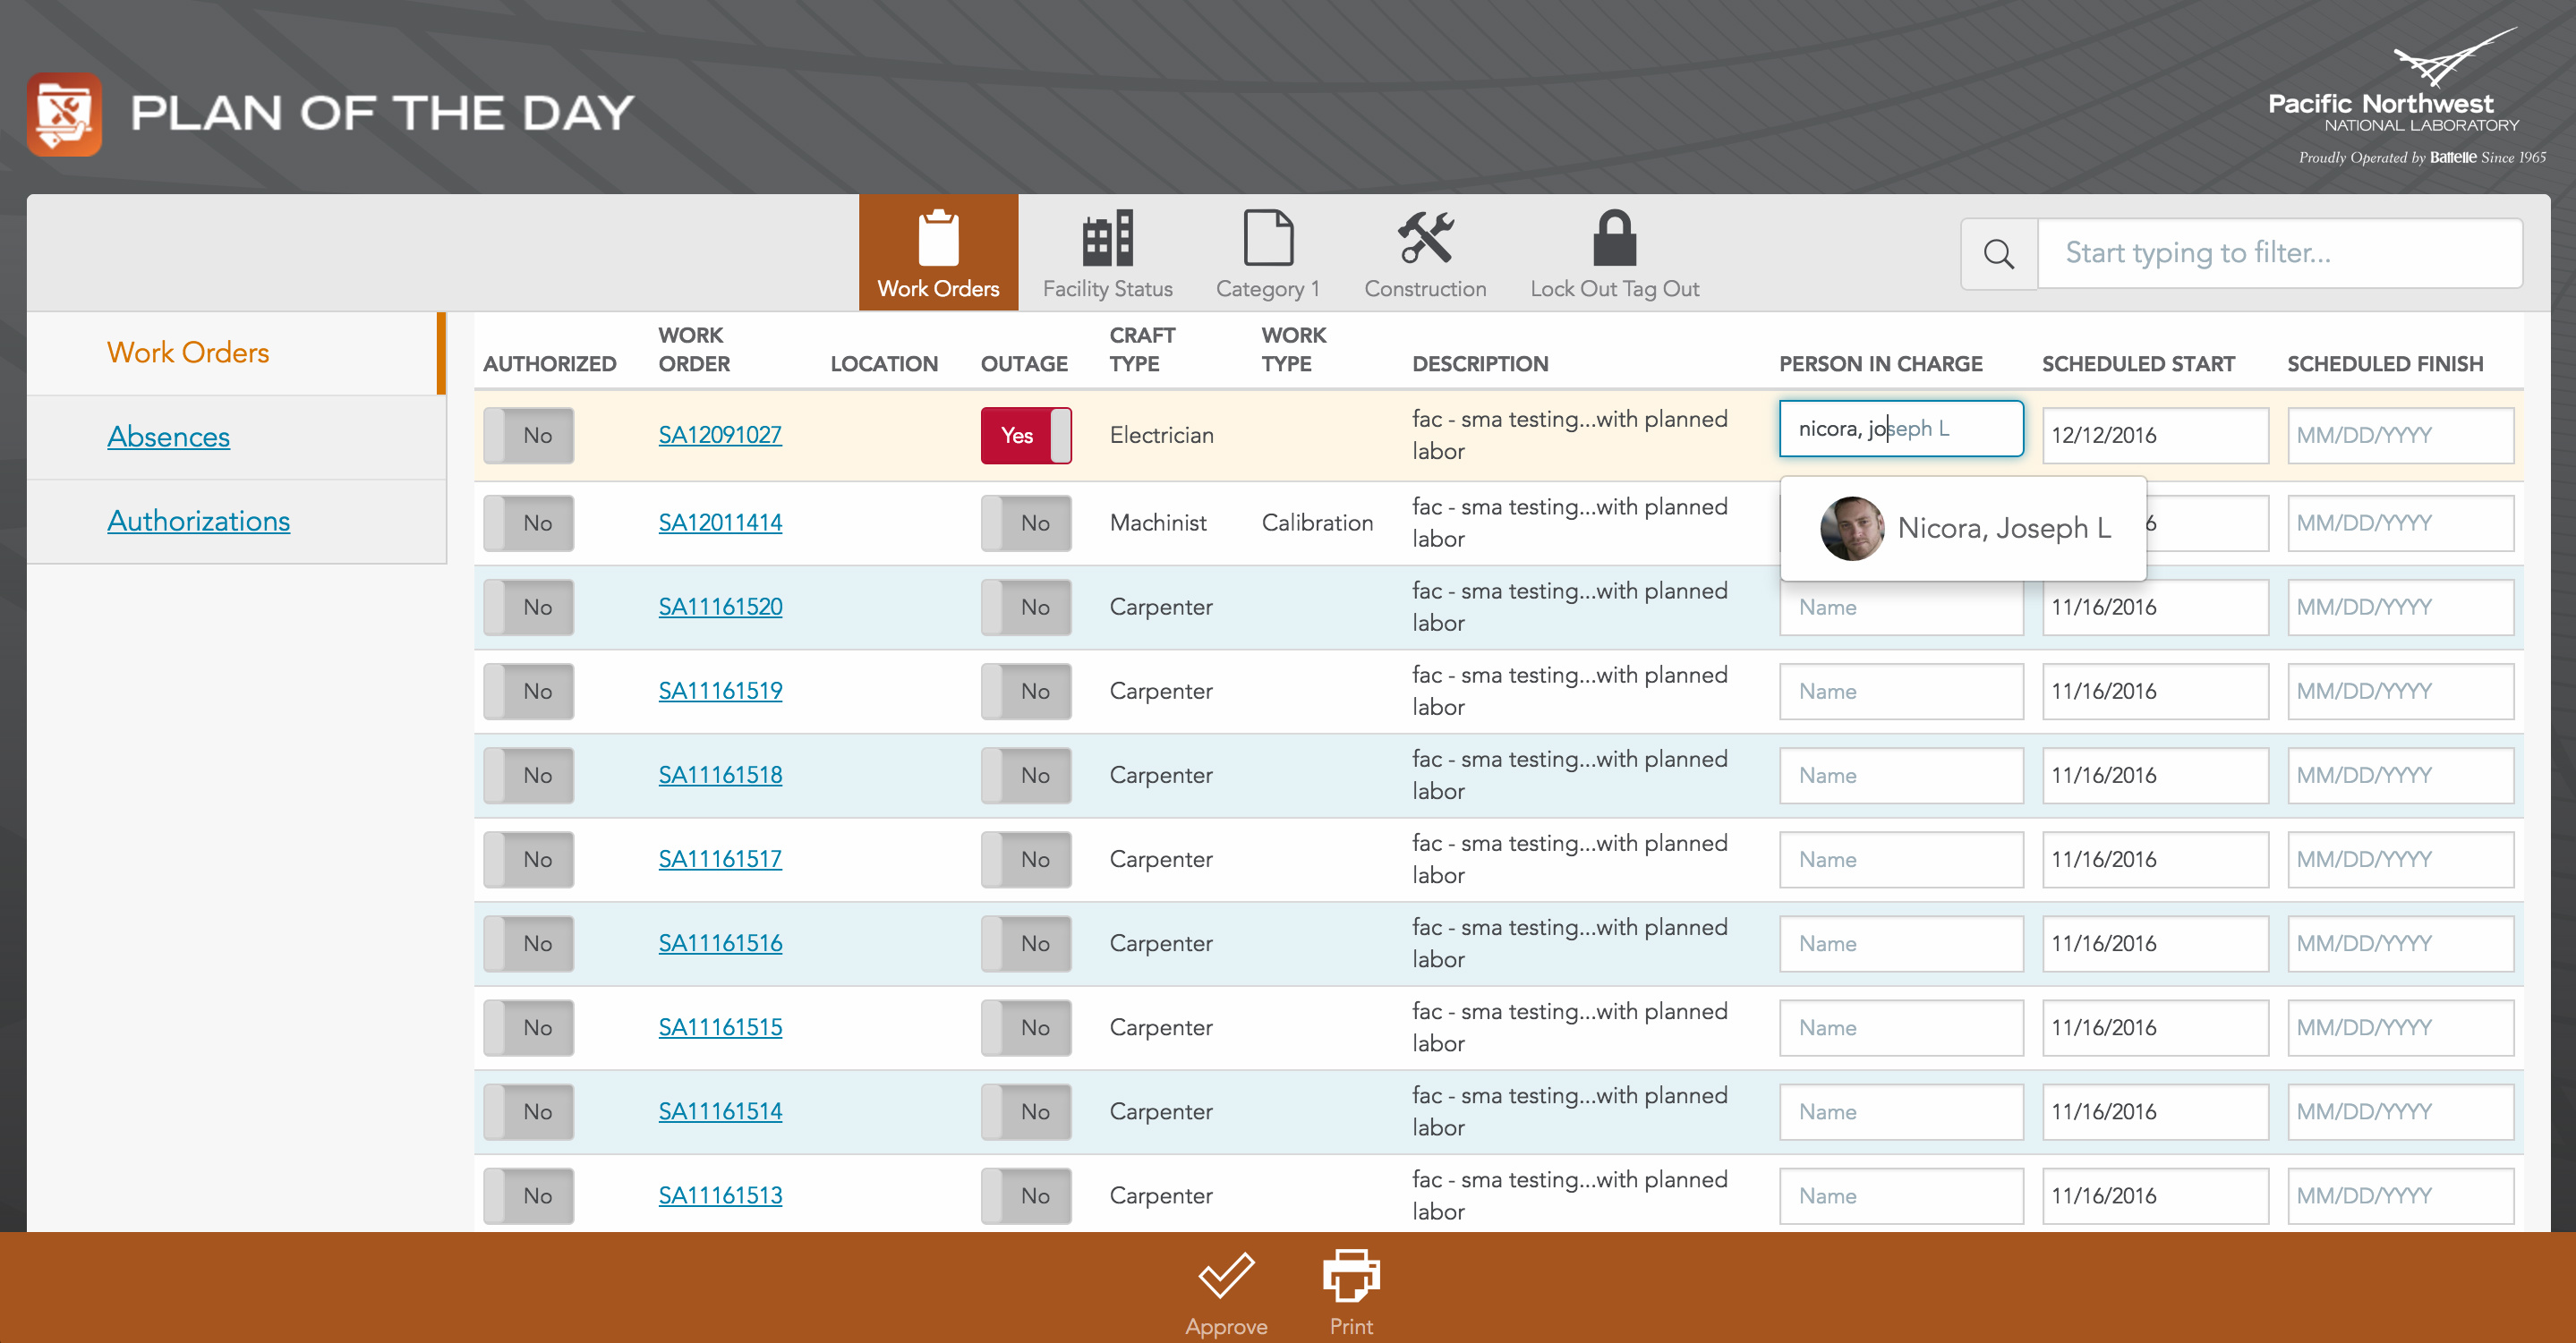 PLAN OF THE DAY
Pacific Northwest
NATIONAL LABORATORY
Proudly Operated by Battelle Since 1965
Work Orders
Facility Status
Category 1
Construction
Lock Out Tag Out
Start typing to filter...
Work Orders
Absences
Authorizations
AUTHORIZED WORK ORDER LOCATION OUTAGE CRAFT TYPE WORK TYPE DESCRIPTION PERSON IN CHARGE SCHEDULED START SCHEDULED FINISH
No SA12091027 Yes Electrician fac - sma testing...with planned labor nicora, joseph L 12/12/2016 MM/DD/YYYY
No SA12011414 No Machinist Calibration fac - sma testing...with planned labor 6 MM/DD/YYYY
Nicora, Joseph L
No SA11161520 No Carpenter fac - sma testing...with planned labor Name 11/16/2016 MM/DD/YYYY
No SA11161519 No Carpenter fac - sma testing...with planned labor Name 11/16/2016 MM/DD/YYYY
No SA11161518 No Carpenter fac - sma testing...with planned labor Name 11/16/2016 MM/DD/YYYY
No SA11161517 No Carpenter fac - sma testing...with planned labor Name 11/16/2016 MM/DD/YYYY
No SA11161516 No Carpenter fac - sma testing...with planned labor Name 11/16/2016 MM/DD/YYYY
No SA11161515 No Carpenter fac - sma testing...with planned labor Name 11/16/2016 MM/DD/YYYY
No SA11161514 No Carpenter fac - sma testing...with planned labor Name 11/16/2016 MM/DD/YYYY
No SA11161513 No Carpenter fac - sma testing...with planned labor Name 11/16/2016 MM/DD/YYYY
Approve
Print